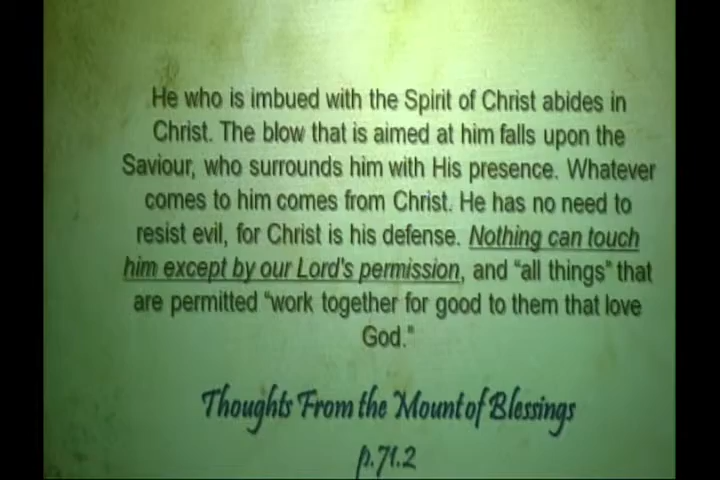 He who is imbued with the Spirit of Christ abides in
Christ. The blow that is aimed at him falls upon the
Saviour, who surrounds him with His presence. Whatever
comes to him comes from Christ. He has no need to
resist evil, for Christ is his defense. Nothing can touch
him except by our Lord's permission, and “all things” that
are permitted “work together for good to them that love
God.”
Thoughts From the Mount of Blessings
p.71.2